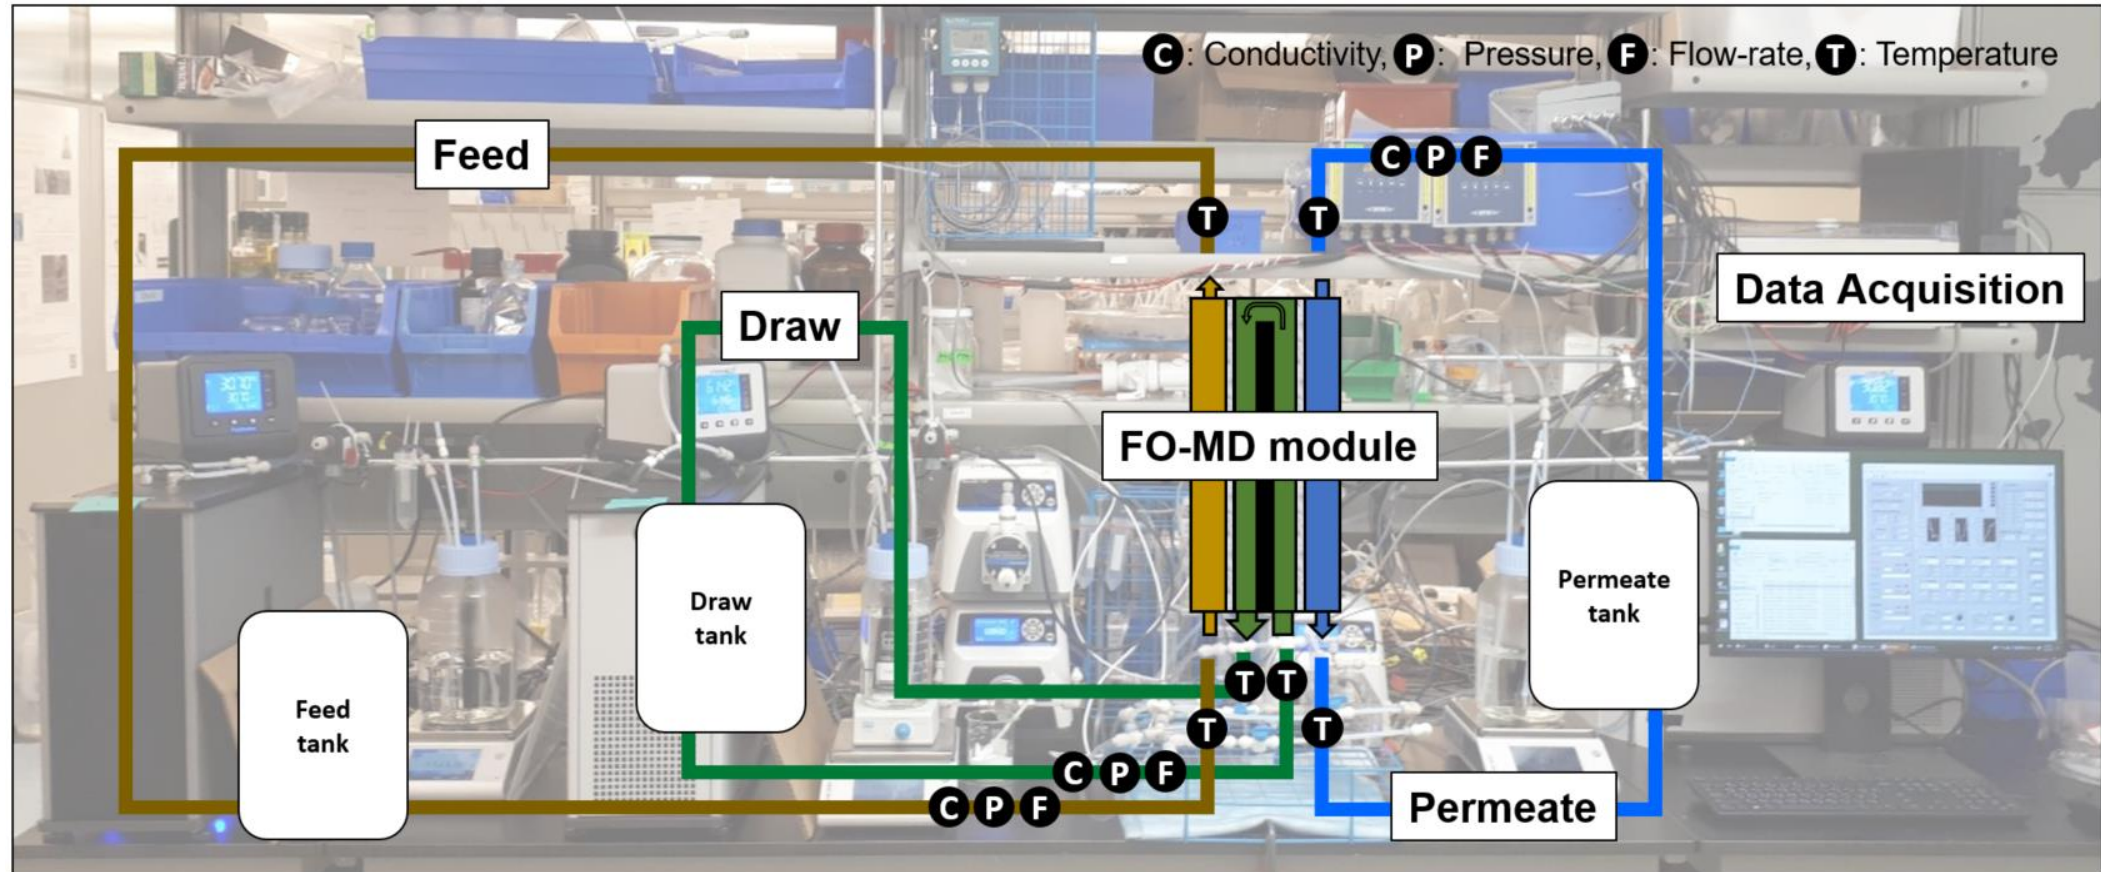 C : Conductivity, P : Pressure, F : Flow-rate, T : Temperature
Feed
C P F
T
T
Data Acquisition
Draw
FO-MD module
Draw
tank
Permeate
tank
Feed
tank
T T
T
T
C P F
C P F
Permeate